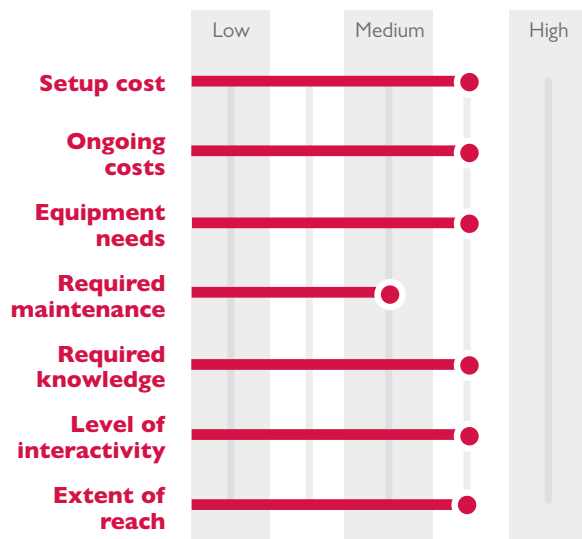 Low Medium High
Setup cost
Ongoing
costs
Equipment
needs
Required
maintenance
Required
knowledge
Level of
interactivity
Extent of
reach